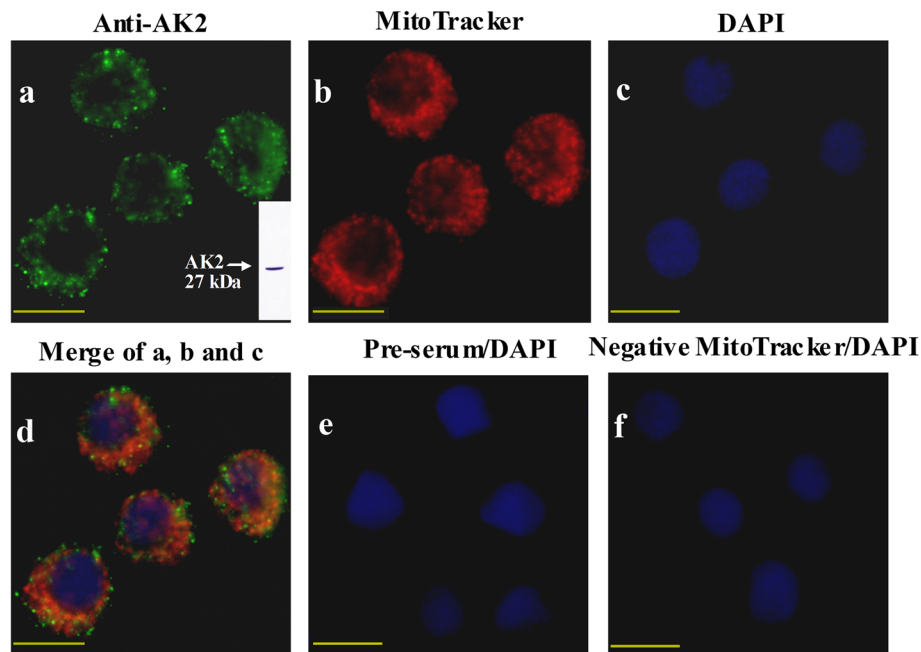 Anti-AK2
MitoTracker
DAPI
a
b
c
AK2
27 kDa
Merge of a, b and c
Pre-serum/DAPI
Negative MitoTracker/DAPI
d
e
f